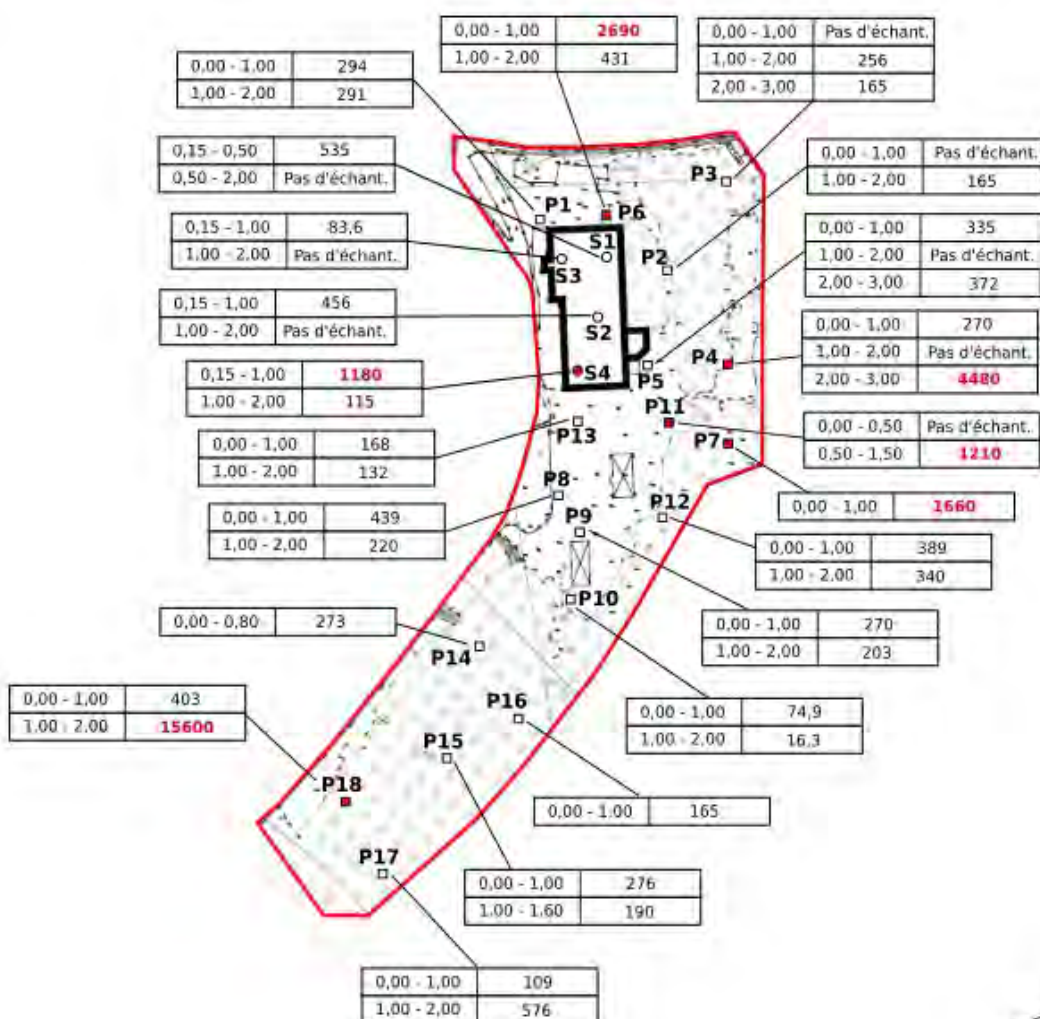 0,00 - 1,00 2690
1,00 - 2,00 431
0,00 - 1,00 Pas d'échant.
1,00 - 2,00 256
2,00 - 3,00 165
0,00 - 1,00 294
1,00 - 2,00 291
0,15 - 0,50 535
0,50 - 2,00 Pas d'échant.
0,00 - 1,00 Pas d'échant.
1,00 - 2,00 165
P3
P1
P6
0,15 - 1,00 83,6
1,00 - 2,00 Pas d'échant.
0,00 - 1,00 335
1,00 - 2,00 Pas d'échant.
2,00 - 3,00 372
S1
S3
P2
0,15 - 1,00 456
1,00 - 2,00 Pas d'échant.
S2
0,00 - 1,00 270
1,00 - 2,00 Pas d'échant.
2,00 - 3,00 4480
0,15 - 1,00 1180
1,00 - 2,00 115
S4
P5
P4
P11
P13
P7
0,00 - 0,50 Pas d'échant.
0,50 - 1,50 1210
0,00 - 1,00 168
1,00 - 2,00 132
P8
0,00 - 1,00 1660
0,00 - 1,00 439
1,00 - 2,00 220
P9
P12
0,00 - 1,00 389
1,00 - 2,00 340
P10
0,00 - 0,80 273
P14
0,00 - 1,00 270
1,00 - 2,00 203
0,00 - 1,00 403
1,00 - 2,00 15600
P16
0,00 - 1,00 74,9
1,00 - 2,00 16,3
P15
P18
0,00 - 1,00 165
P17
0,00 - 1,00 276
1,00 - 1,60 190
0,00 - 1,00 109
1,00 - 2,00 576